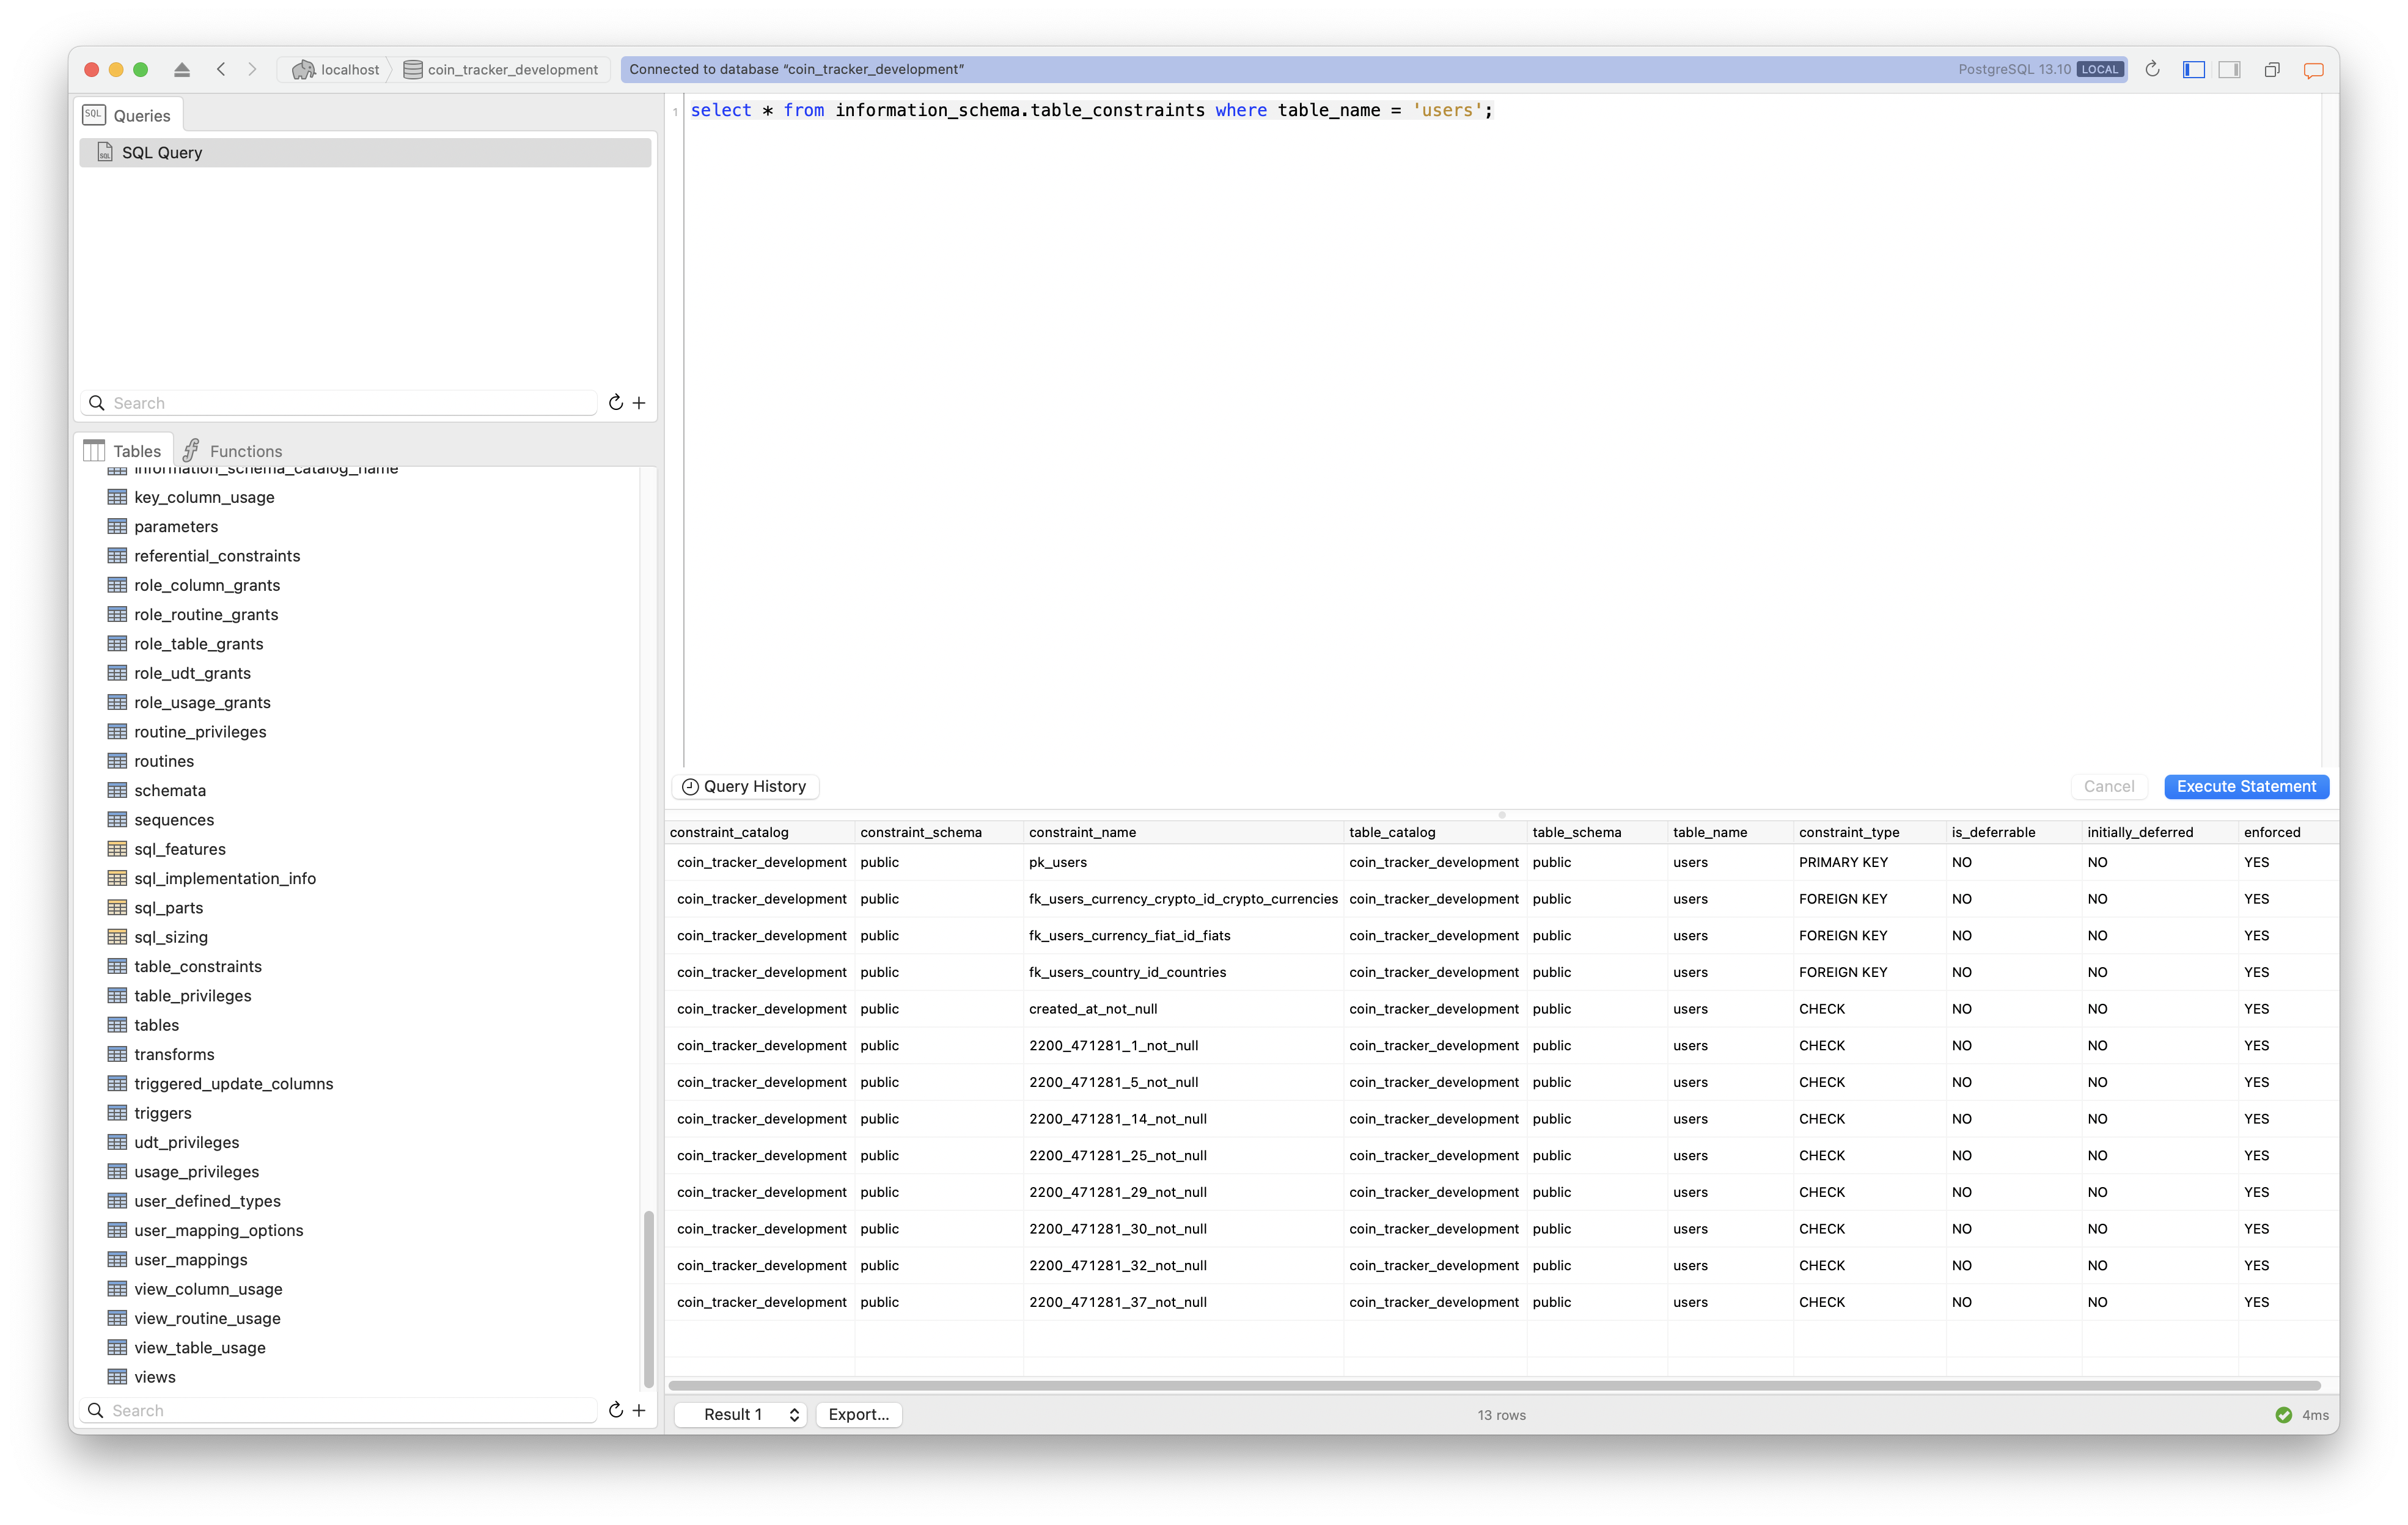 localhost coin_tracker_development Connected to database “coin_tracker_development” PostgreSQL 13.10 LOCAL
SQL Queries
SQL Query
Search
Tables Functions
information_schema_catalog_name
key_column_usage
parameters
referential_constraints
role_column_grants
role_routine_grants
role_table_grants
role_udt_grants
role_usage_grants
routine_privileges
routines
schemata
sequences
sql_features
sql_implementation_info
sql_parts
sql_sizing
table_constraints
table_privileges
tables
transforms
triggered_update_columns
triggers
udt_privileges
usage_privileges
user_defined_types
user_mapping_options
user_mappings
view_column_usage
view_routine_usage
view_table_usage
views
Search
1 select * from information_schema.table_constraints where table_name = 'users';
Query History Cancel Execute Statement
constraint_catalog constraint_schema constraint_name table_catalog table_schema table_name constraint_type is_deferrable initially_deferred enforced
coin_tracker_development public pk_users coin_tracker_development public users PRIMARY KEY NO NO YES
coin_tracker_development public fk_users_currency_crypto_id_crypto_currencies coin_tracker_development public users FOREIGN KEY NO NO YES
coin_tracker_development public fk_users_currency_fiat_id_fiats coin_tracker_development public users FOREIGN KEY NO NO YES
coin_tracker_development public fk_users_country_id_countries coin_tracker_development public users FOREIGN KEY NO NO YES
coin_tracker_development public created_at_not_null coin_tracker_development public users CHECK NO NO YES
coin_tracker_development public 2200_471281_1_not_null coin_tracker_development public users CHECK NO NO YES
coin_tracker_development public 2200_471281_5_not_null coin_tracker_development public users CHECK NO NO YES
coin_tracker_development public 2200_471281_14_not_null coin_tracker_development public users CHECK NO NO YES
coin_tracker_development public 2200_471281_25_not_null coin_tracker_development public users CHECK NO NO YES
coin_tracker_development public 2200_471281_29_not_null coin_tracker_development public users CHECK NO NO YES
coin_tracker_development public 2200_471281_30_not_null coin_tracker_development public users CHECK NO NO YES
coin_tracker_development public 2200_471281_32_not_null coin_tracker_development public users CHECK NO NO YES
coin_tracker_development public 2200_471281_37_not_null coin_tracker_development public users CHECK NO NO YES
Result 1 Export... 13 rows 4ms